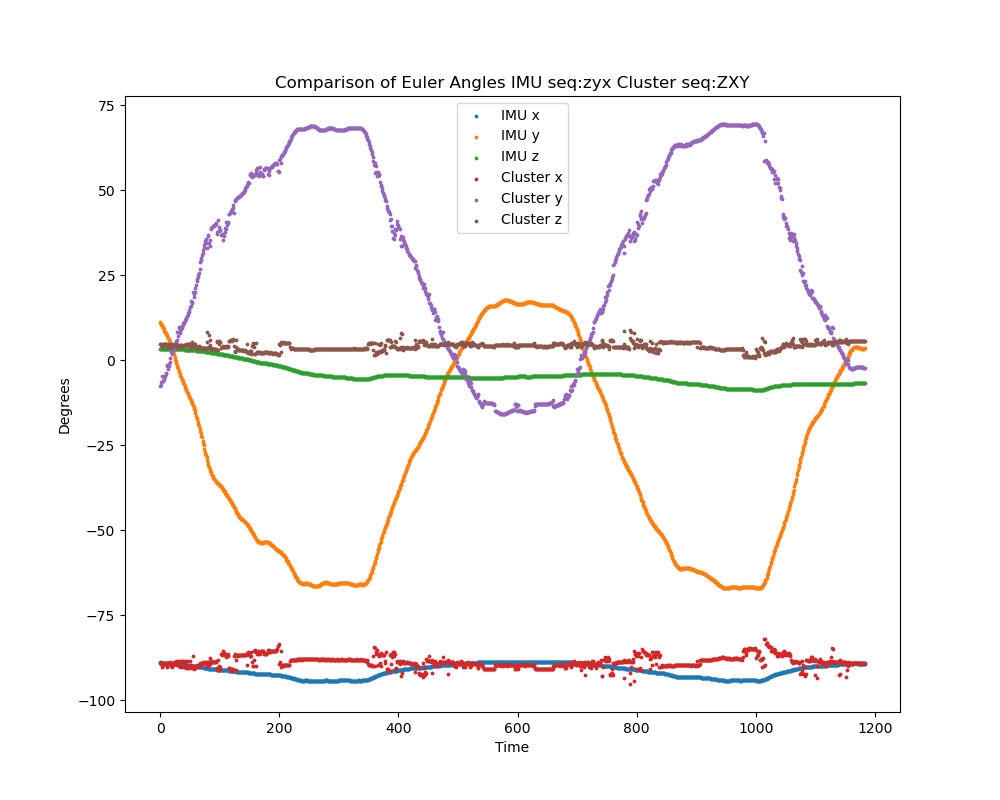 Comparison of Euler Angles IMU seq:zyx Cluster seq:ZXY
IMU x
IMU y
IMU z
Cluster x
Cluster y
Cluster z
75
50
25
0
−25
−50
−75
−100
Degrees
0 200 400 600 800 1000 1200
Time